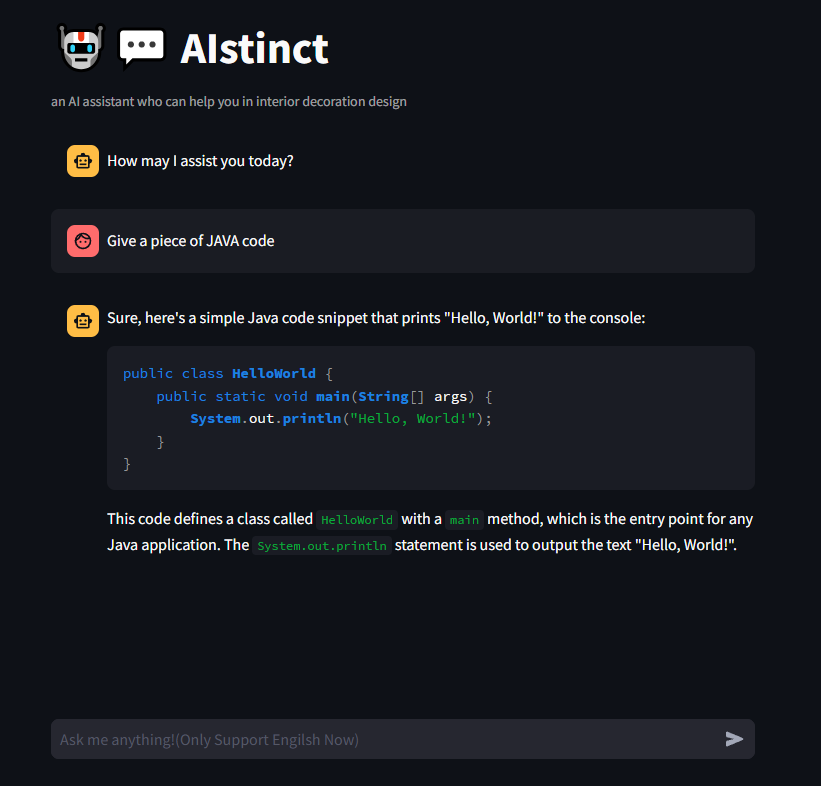 AIstinct
an AI assistant who can help you in interior decoration design
How may I assist you today?
Give a piece of JAVA code
Sure, here's a simple Java code snippet that prints "Hello, World!" to the console:
public class HelloWorld {
    public static void main(String[] args) {
        System.out.println("Hello, World!");
    }
}
This code defines a class called HelloWorld with a main method, which is the entry point for any
Java application. The System.out.println statement is used to output the text "Hello, World!".
Ask me anything!(Only Support Engilsh Now)